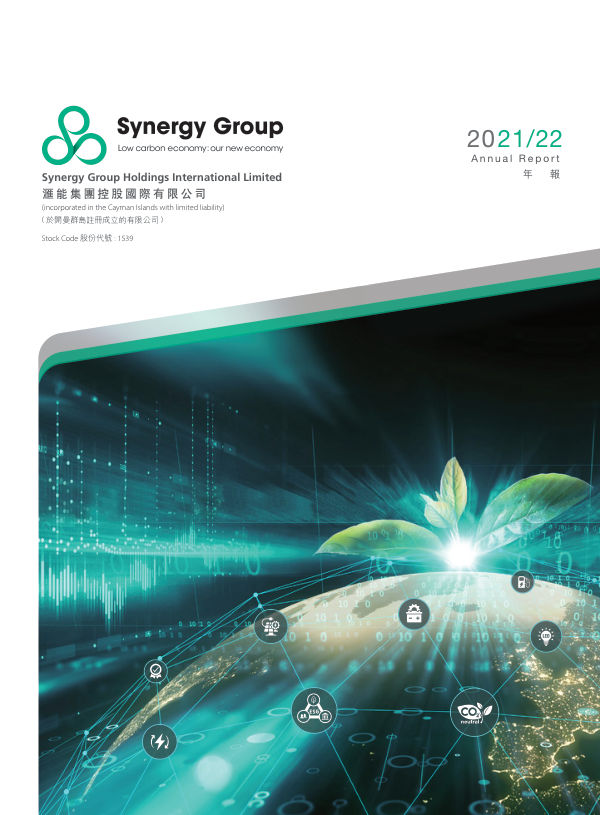 Synergy Group
Low carbon economy: our new economy
Synergy Group Holdings International Limited
滙能集團控股國際有限公司
(incorporated in the Cayman Islands with limited liability)
(於開曼群島註冊成立的有限公司)
Stock Code 股份代號 : 1539
2021/22
Annual Report
年 報
ESG
CO2
neutral